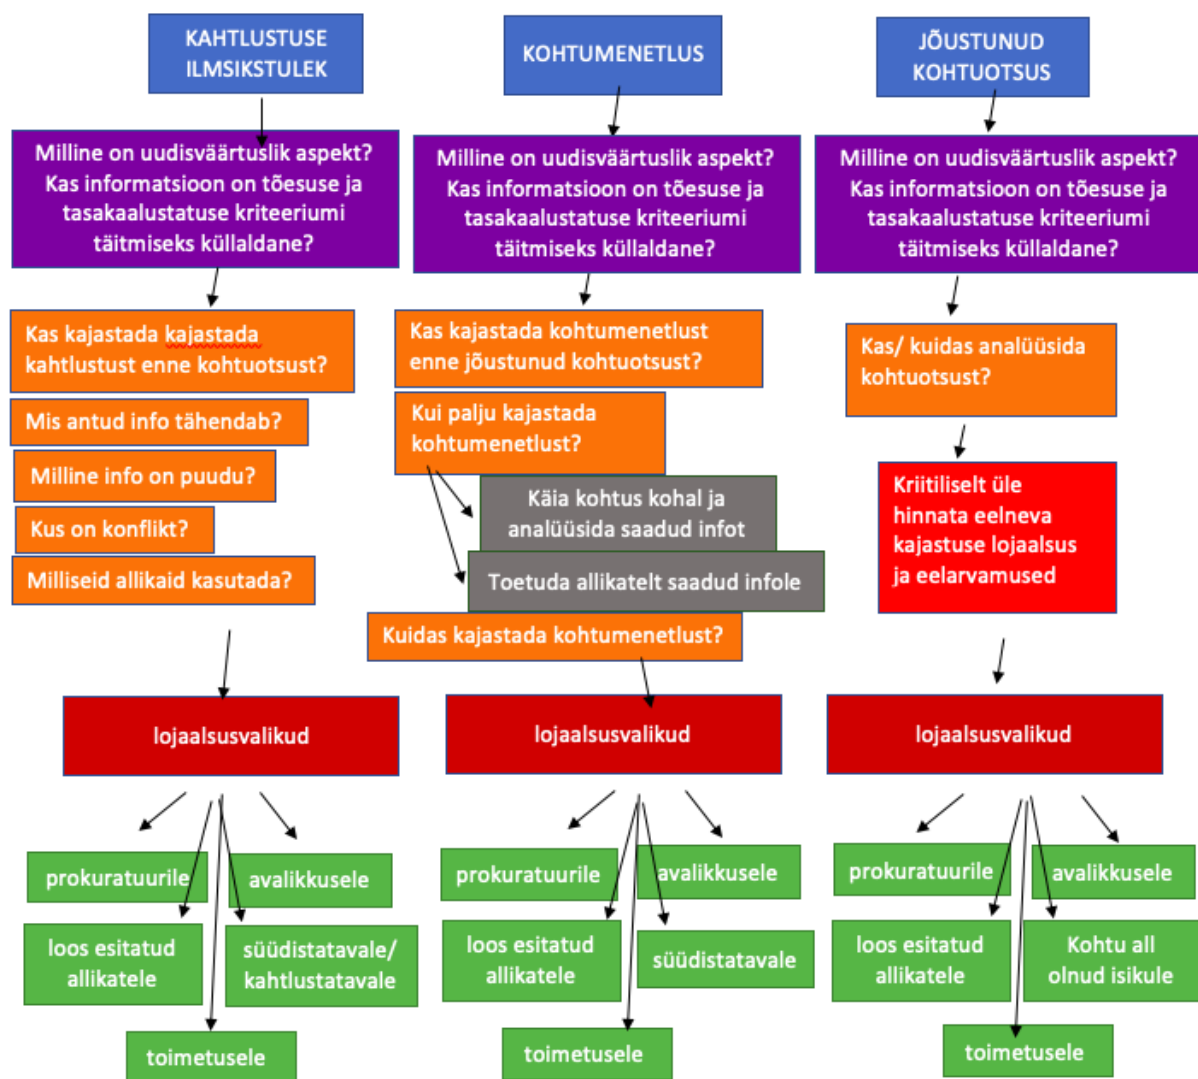 KAHTLUSTUSE
ILMSIKSTULEK
Milline on uudisväärtuslik aspekt?
Kas informatsioon on tõesuse ja
tasakaalustatuse kriteeriumi
täitmiseks küllaldane?
Kas kajastada kajastada
kahtlustust enne kohtuotsust?
Mis antud info tähendab?
Milline info on puudu?
Kus on konflikt?
Milliseid allikaid kasutada?
lojaalsusvalikud
prokuratuurile
avalikkusele
loos esitatud
allikatele
süüdistatavale/
kahtlustatavale
toimetusele
KOHTUMENETLUS
Milline on uudisväärtuslik aspekt?
Kas informatsioon on tõesuse ja
tasakaalustatuse kriteeriumi
täitmiseks küllaldane?
Kas kajastada kohtumenetlust
enne jõustunud kohtuotsust?
Kui palju kajastada
kohtumenetlust?
Käia kohtus kohal ja
analüüsida saadud infot
Toetuda allikatelt saadud infole
Kuidas kajastada kohtumenetlust?
lojaalsusvalikud
prokuratuurile
avalikkusele
loos esitatud
allikatele
süüdistatavale
toimetusele
JÕUSTUNUD
KOHTUOTSUS
Milline on uudisväärtuslik aspekt?
Kas informatsioon on tõesuse ja
tasakaalustatuse kriteeriumi
täitmiseks küllaldane?
Kas/ kuidas analüüsida
kohtuotsust?
Kriitiliselt üle
hinnata eelneva
kajastuse lojaalsus
ja eelarvamused
lojaalsusvalikud
prokuratuurile
avalikkusele
loos esitatud
allikatele
Kohtu all
olnud isikule
toimetusele